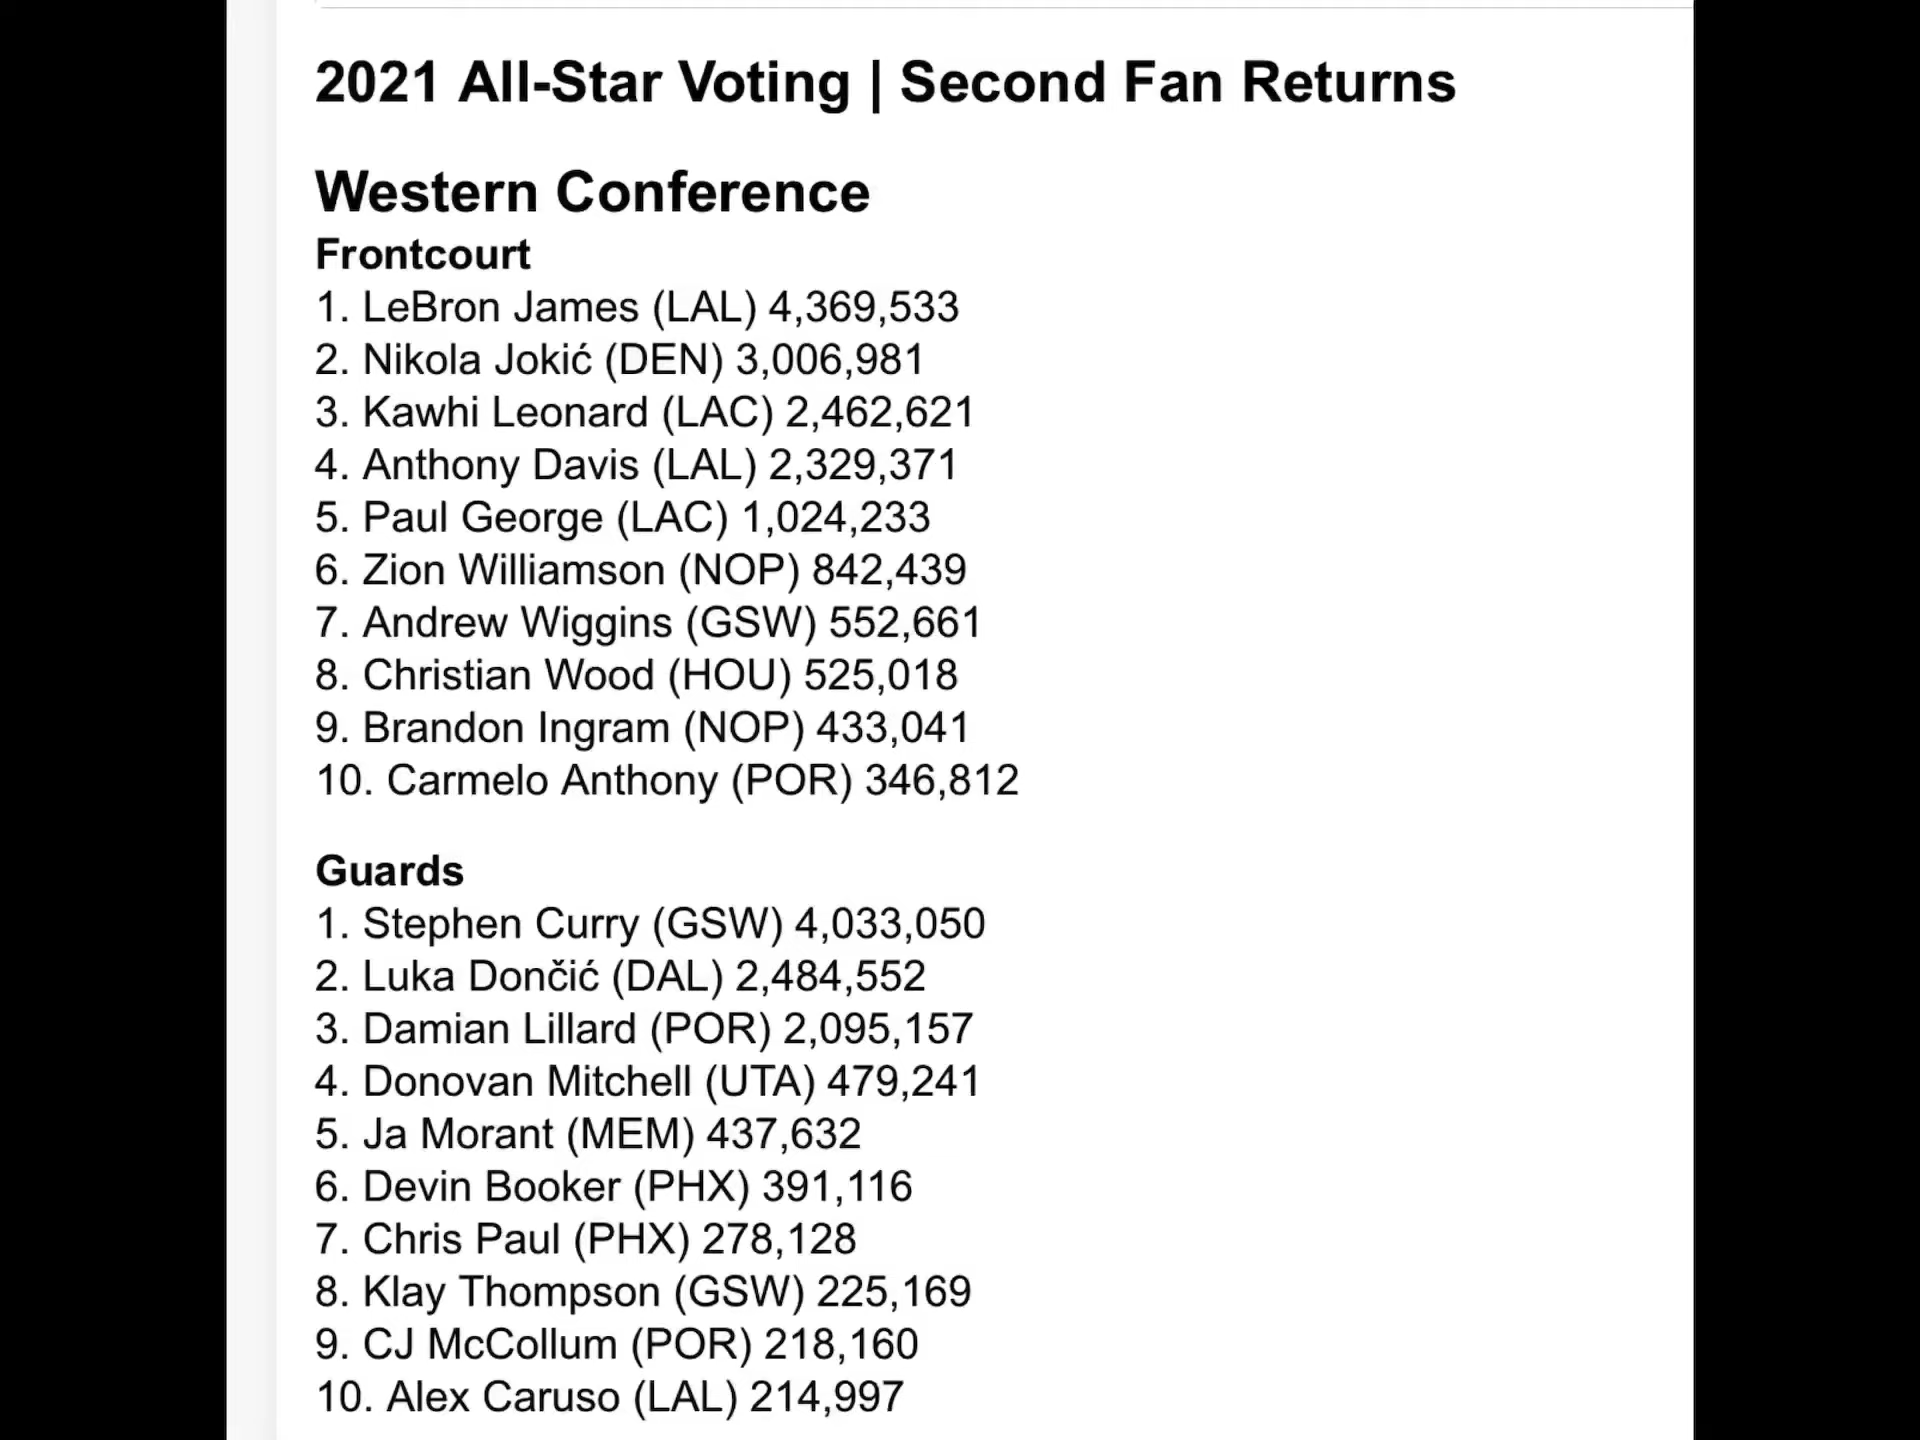 2021 All-Star Voting | Second Fan Returns
Western Conference
Frontcourt
1. LeBron James (LAL) 4,369,533
2. Nikola Jokić (DEN) 3,006,981
3. Kawhi Leonard (LAC) 2,462,621
4. Anthony Davis (LAL) 2,329,371
5. Paul George (LAC) 1,024,233
6. Zion Williamson (NOP) 842,439
7. Andrew Wiggins (GSW) 552,661
8. Christian Wood (HOU) 525,018
9. Brandon Ingram (NOP) 433,041
10. Carmelo Anthony (POR) 346,812
Guards
1. Stephen Curry (GSW) 4,033,050
2. Luka Dončić (DAL) 2,484,552
3. Damian Lillard (POR) 2,095,157
4. Donovan Mitchell (UTA) 479,241
5. Ja Morant (MEM) 437,632
6. Devin Booker (PHX) 391,116
7. Chris Paul (PHX) 278,128
8. Klay Thompson (GSW) 225,169
9. CJ McCollum (POR) 218,160
10. Alex Caruso (LAL) 214,997